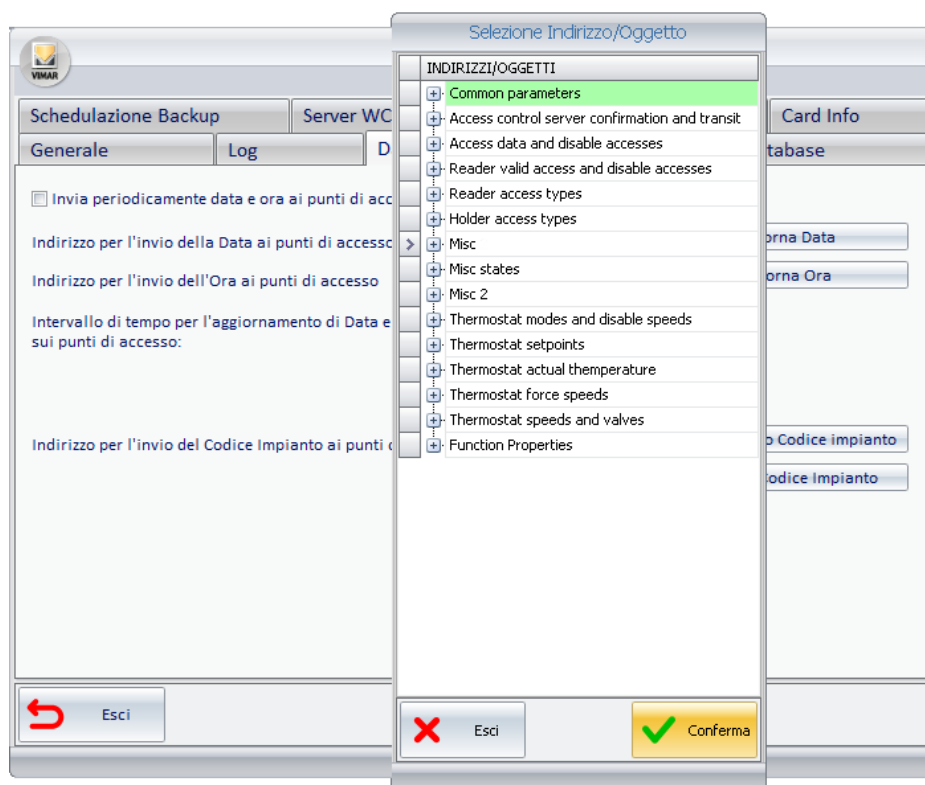 Selezione Indirizzo/Oggetto
VIMAR
INDIRIZZI/OGGETTI
Common parameters
Access control server confirmation and transit
Access data and disable accesses
Reader valid access and disable accesses
Reader access types
Holder access types
Misc
Misc states
Misc 2
Thermostat modes and disable speeds
Thermostat setpoints
Thermostat actual themperature
Thermostat force speeds
Thermostat speeds and valves
Function Properties
Esci
Conferma
Schedulazione Backup
Server WC
Card Info
Generale
Log
D
tabase
Invia periodicamente data e ora ai punti di acc
Indirizzo per l'invio della Data ai punti di accesso
orna Data
Indirizzo per l'invio dell'Ora ai punti di accesso
orna Ora
Intervallo di tempo per l'aggiornamento di Data e
sui punti di accesso:
Indirizzo per l'invio del Codice Impianto ai punti
o Codice impianto
Codice Impianto
Esci